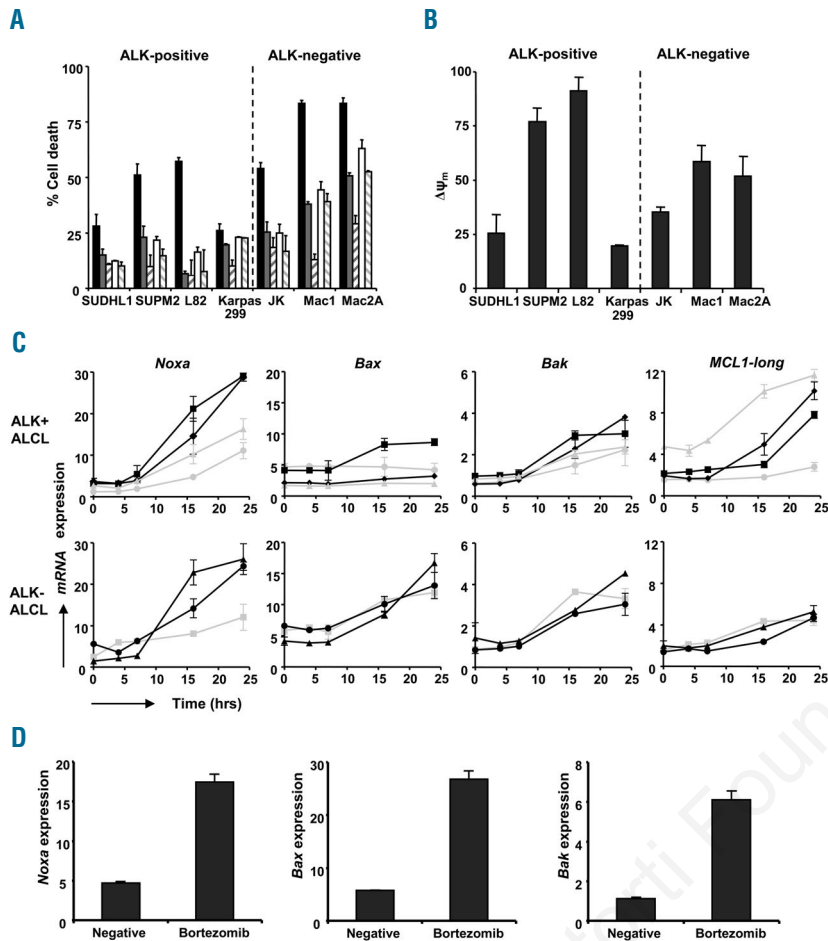 A
ALK-positive
ALK-negative
% Cell death
100
75
50
25
0
SUDHL1
SUPM2
L82
Karpas
299
JK
Mac1
Mac2A
B
ALK-positive
ALK-negative
ΔΨm
100
75
50
25
0
SUDHL1
SUPM2
L82
Karpas
299
JK
Mac1
Mac2A
C
Noxa
Bax
Bak
MCL1-long
ALK+
ALCL
30
20
10
0
0 5 10 15 20 25
20
15
10
5
0
0 5 10 15 20 25
6
4
2
0
0 5 10 15 20 25
12
8
4
0
0 5 10 15 20 25
mRNA expression
ALK-
ALCL
30
20
10
0
0 5 10 15 20 25
20
15
10
5
0
0 5 10 15 20 25
6
4
2
0
0 5 10 15 20 25
12
8
4
0
0 5 10 15 20 25
Time (hrs)
D
Noxa expression
20
15
10
5
0
Negative
Bortezomib
Bax expression
30
20
10
0
Negative
Bortezomib
Bak expression
8
6
4
2
0
Negative
Bortezomib